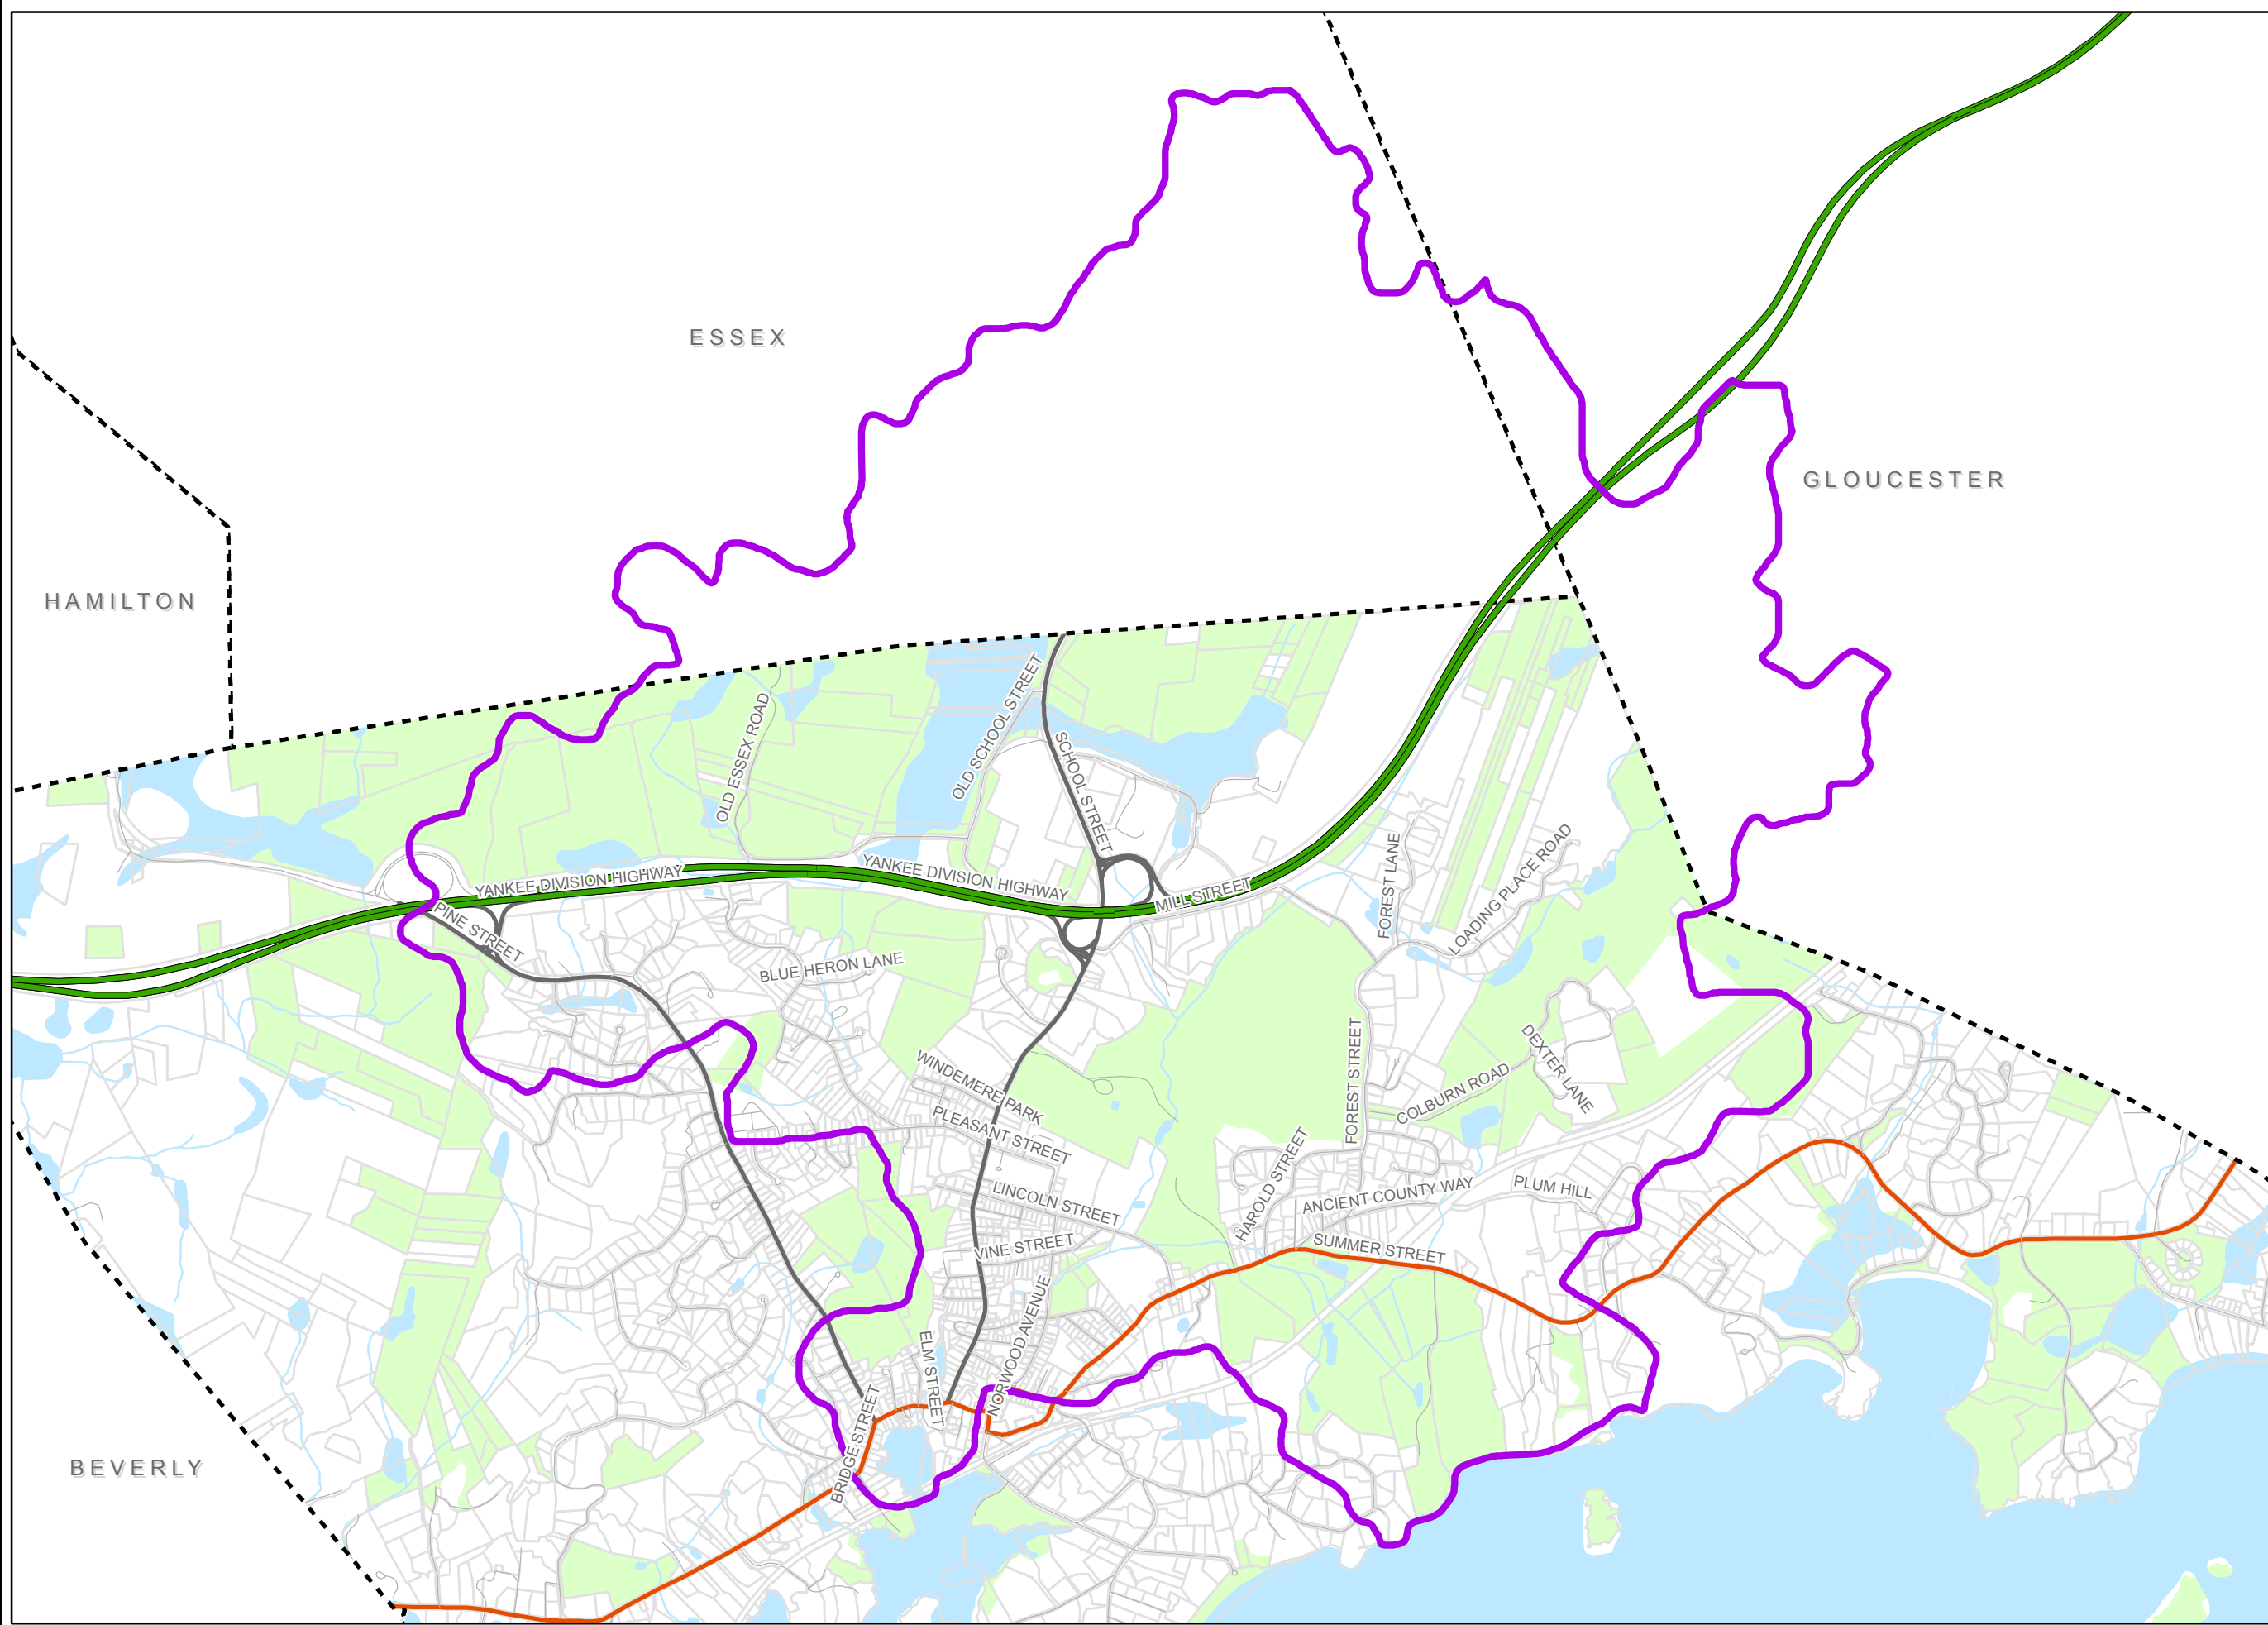 ESSEX
GLOUCESTER
HAMILTON
OLD SCHOOL STREET
OLD ESSEX ROAD
SCHOOL STREET
YANKEE DIVISION HIGHWAY
YANKEE DIVISION HIGHWAY
MILL STREET
FOREST LANE
LOADING PLACE ROAD
PINE STREET
BLUE HERON LANE
WINDEMERE PARK
PLEASANT STREET
FOREST STREET
COLBURN ROAD
DEXTER LANE
HAROLD STREET
LINCOLN STREET
ANCIENT COUNTY WAY
PLUM HILL
VINE STREET
SUMMER STREET
NORWOOD AVENUE
ELM STREET
BRIDGE STREET
BEVERLY